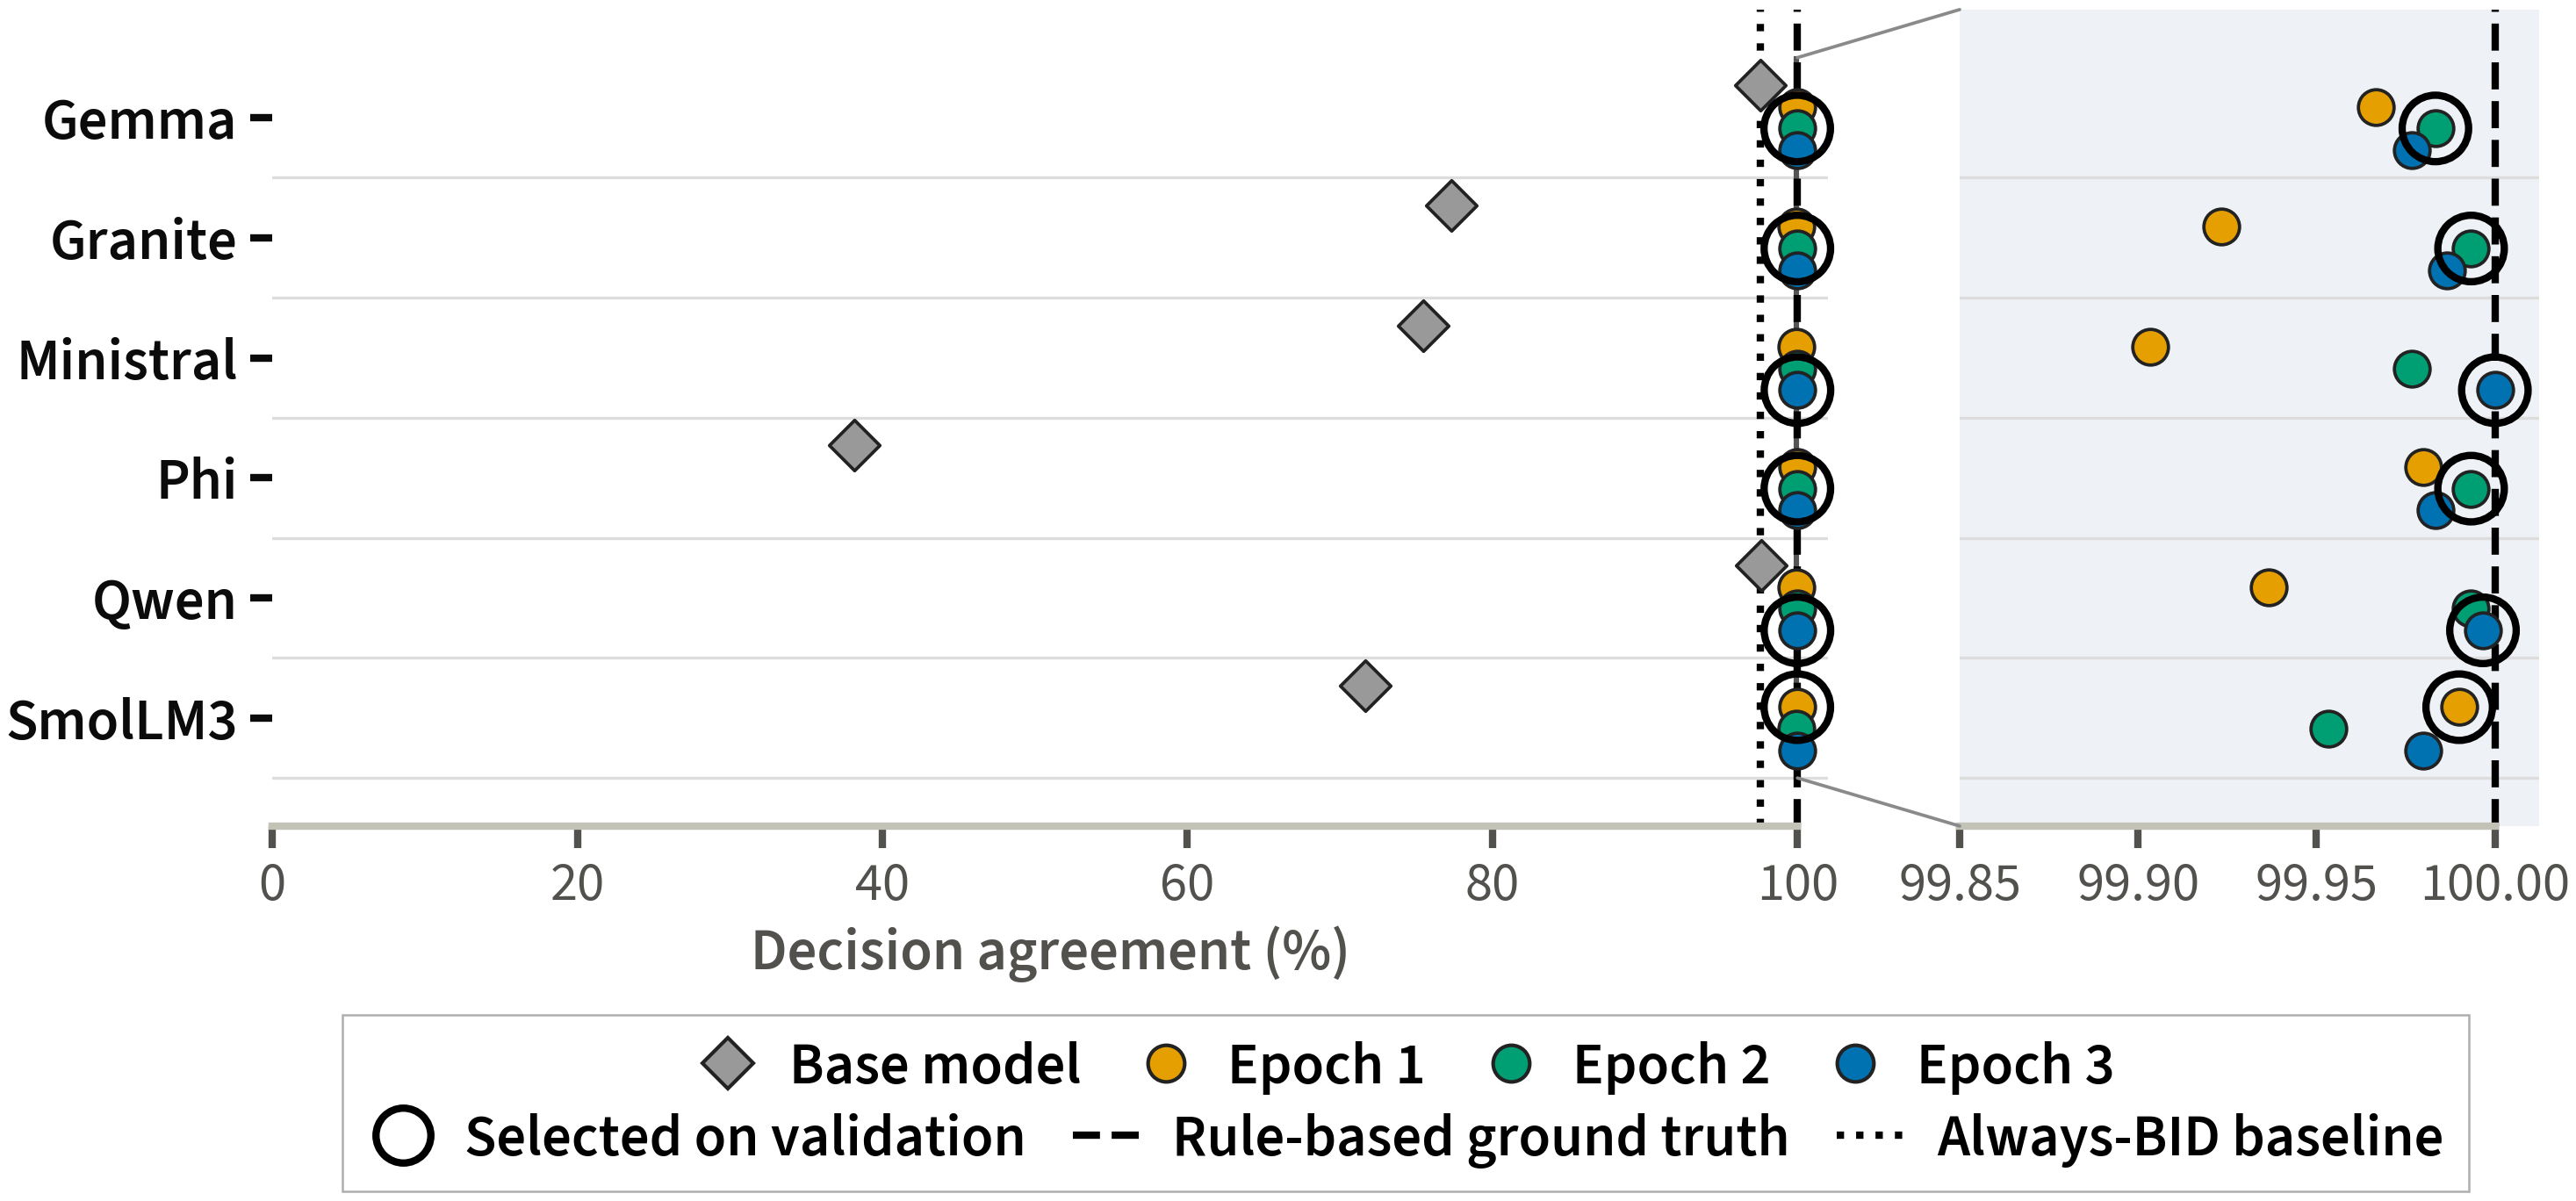 Gemma
Granite
Ministral
Phi
Qwen
SmolLM3
0 20 40 60 80 100 99.85 99.90 99.95 100.00
Decision agreement (%)
Base model Epoch 1 Epoch 2 Epoch 3
Selected on validation Rule-based ground truth Always-BID baseline